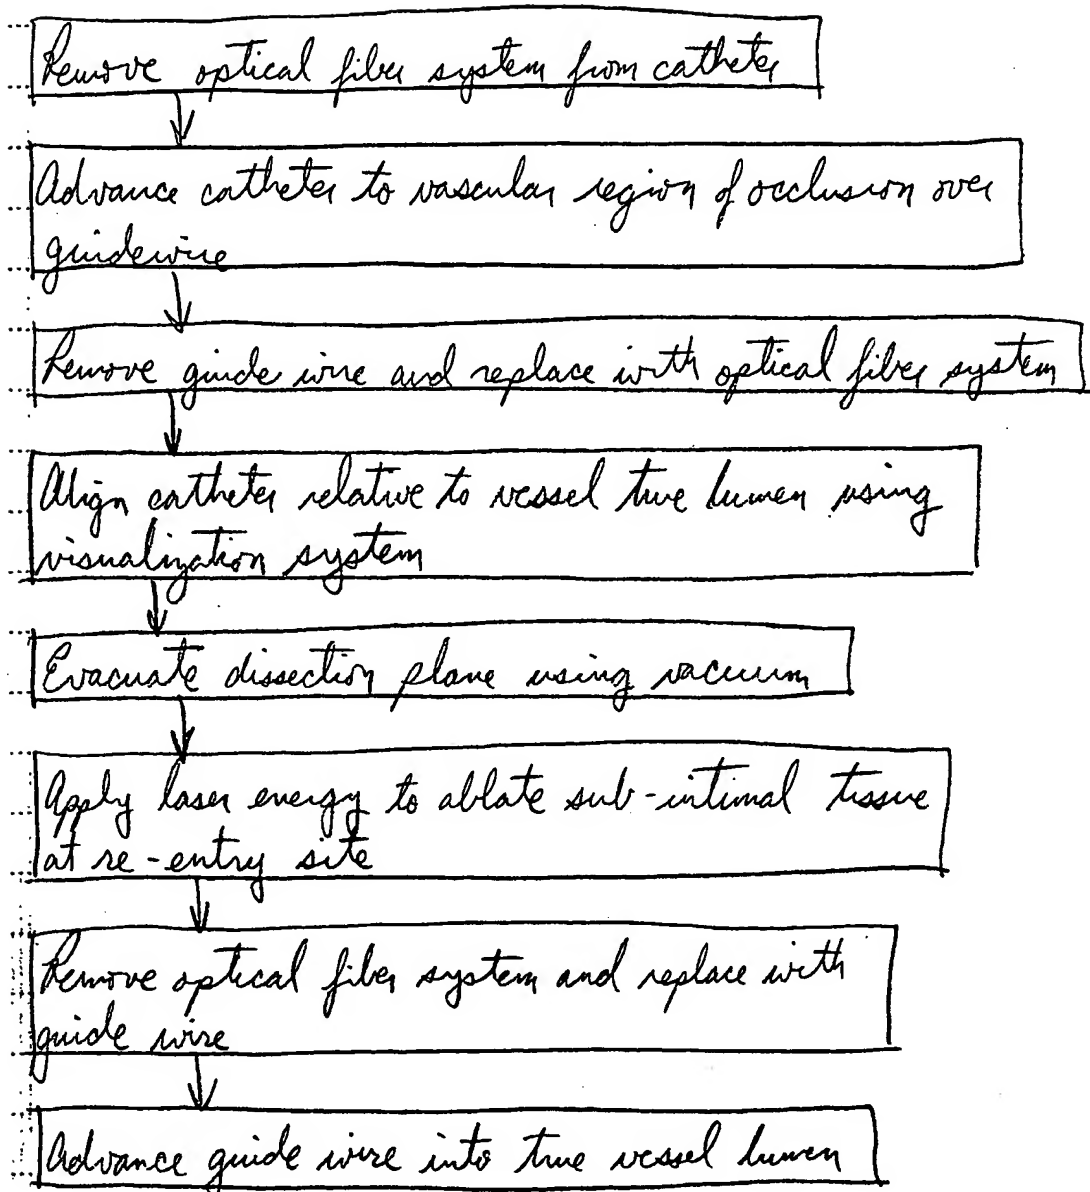 Remove optical fiber system from catheter
Advance catheter to vascular region of occlusion over
guidewire
Remove guide wire and replace with optical fiber system
Align catheter relative to vessel true lumen using
visualization system
Evacuate dissection plane using vacuum
Apply laser energy to ablate sub-intimal tissue
at re-entry site
Remove optical fiber system and replace with
guide wire
Advance guide wire into true vessel lumen